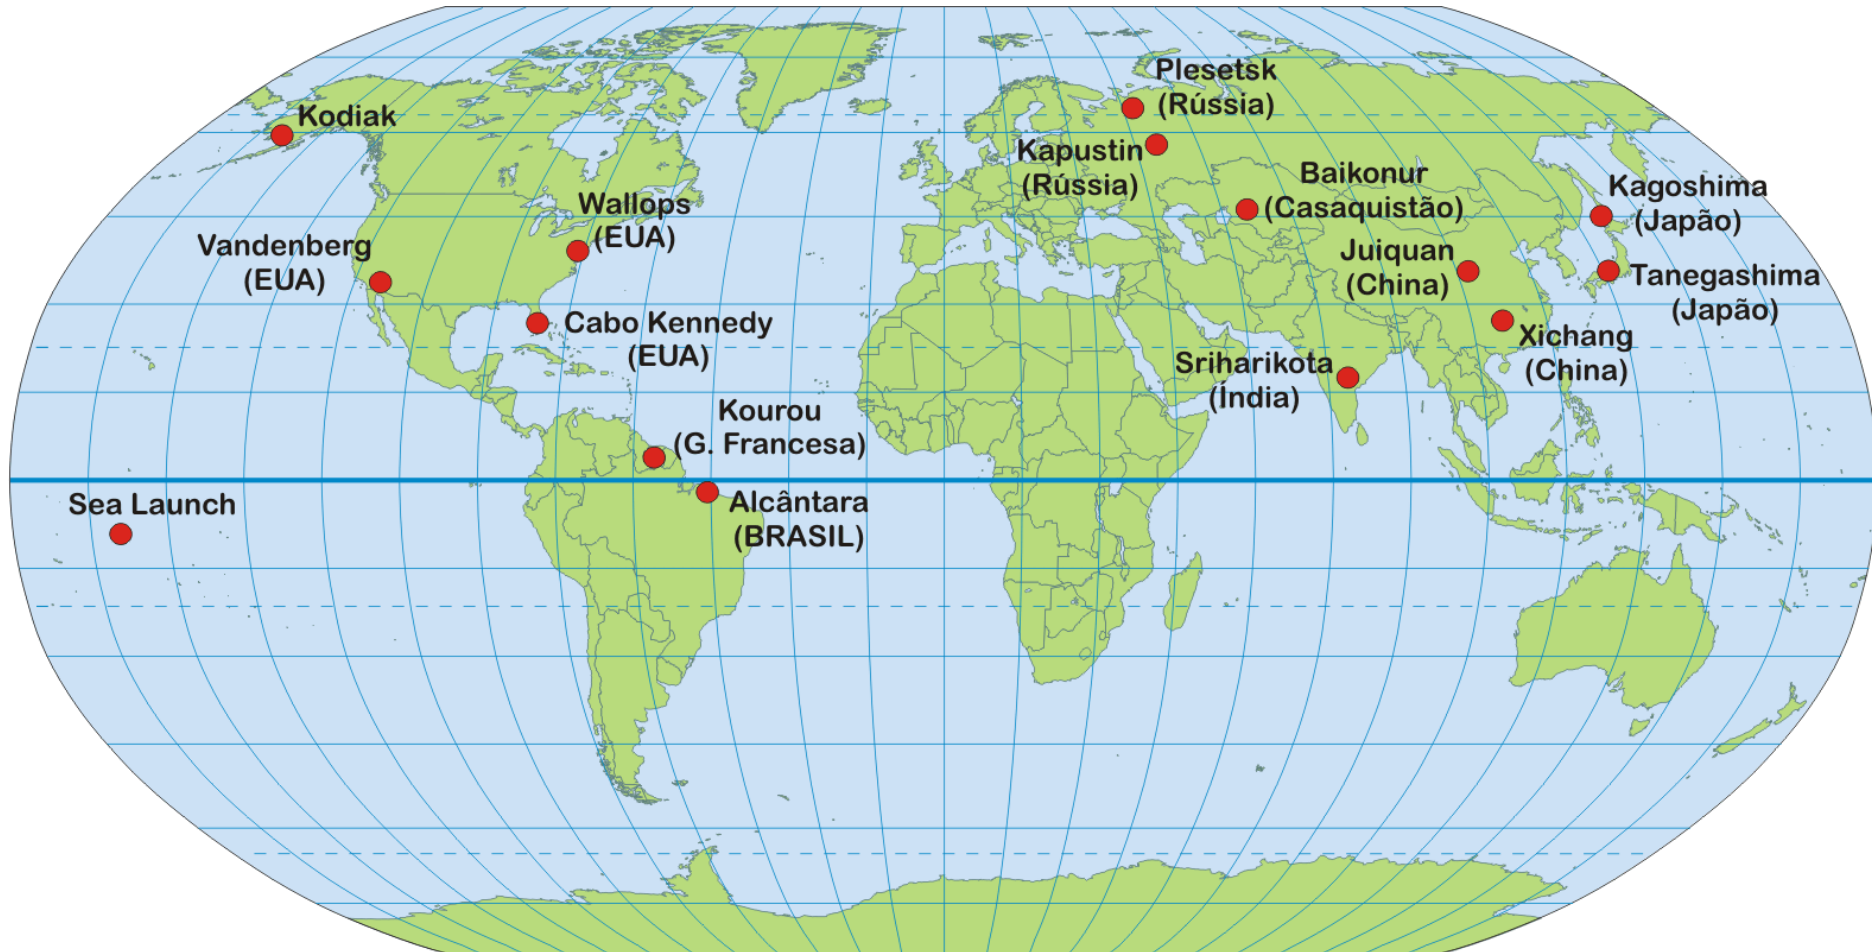 Plesetsk
(Rússia)
Kodiak
Kapustin
(Rússia)
Baikonur
(Casaquistão)
Kagoshima
(Japão)
Wallops
(EUA)
Vandenberg
(EUA)
Juiquan
(China)
Tanegashima
(Japão)
Cabo Kennedy
(EUA)
Xichang
(China)
Sriharikota
(Índia)
Kourou
(G. Francesa)
Sea Launch
Alcântara
(BRASIL)